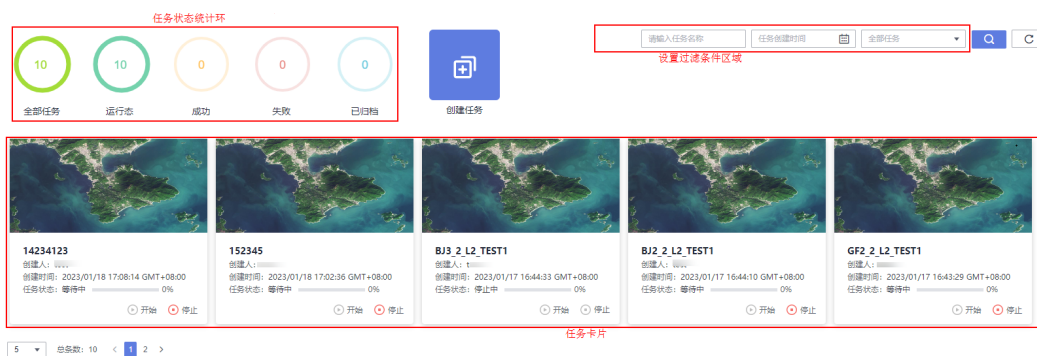 任务状态统计环
10
10
0
0
0
全部任务
运行态
成功
失败
已归档
创建任务
请输入任务名称
任务创建时间
全部任务
设置过滤条件区域
14234123
创建人：
创建时间：2023/01/18 17:08:14 GMT+08:00
任务状态：等待中 0%
开始 停止
152345
创建人：
创建时间：2023/01/18 17:02:36 GMT+08:00
任务状态：等待中 0%
开始 停止
BJ3_2_L2_TEST1
创建人：t
创建时间：2023/01/17 16:44:33 GMT+08:00
任务状态：停止中 0%
开始 停止
BJ2_2_L2_TEST1
创建人：
创建时间：2023/01/17 16:44:10 GMT+08:00
任务状态：等待中 0%
开始 停止
GF2_2_L2_TEST1
创建人：
创建时间：2023/01/17 16:43:29 GMT+08:00
任务状态：等待中 0%
开始 停止
任务卡片
5 总条数：10 < 1 2 >